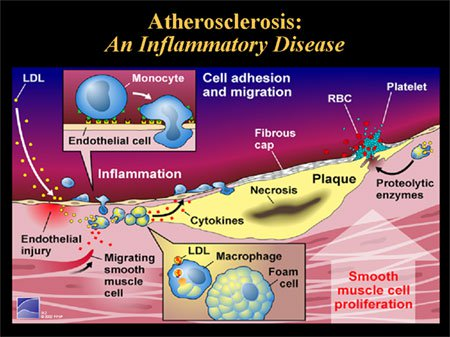 Atherosclerosis:
An Inflammatory Disease
LDL
Monocyte
Endothelial cell
Cell adhesion
and migration
Platelet
RBC
Fibrous
cap
Inflammation
Plaque
Necrosis
Proteolytic
enzymes
Cytokines
Endothelial
injury
Migrating
smooth
muscle
cell
LDL
Macrophage
Foam
cell
Smooth
muscle cell
proliferation